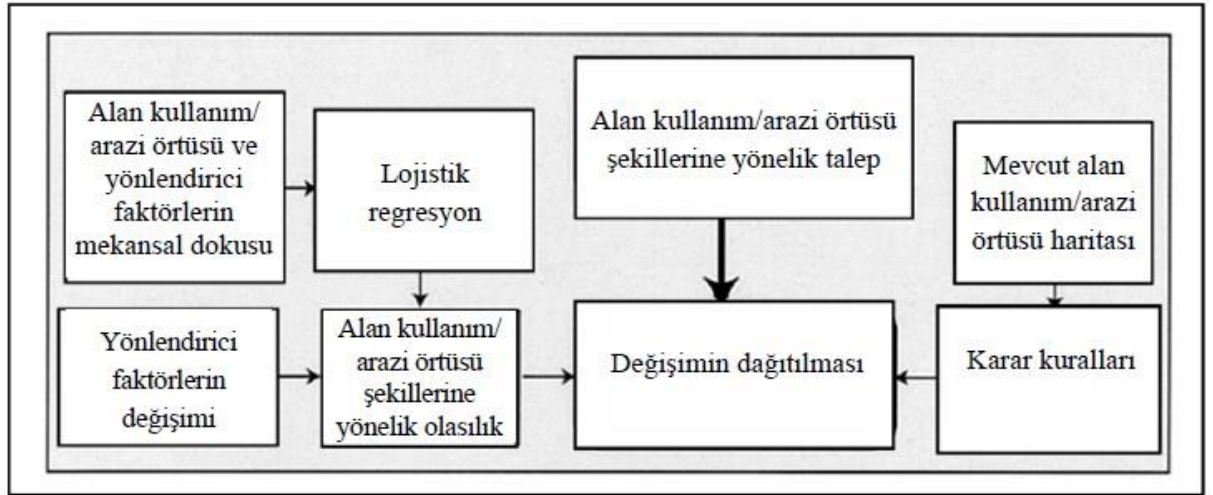 Alan kullanım/
arazi örtüsü ve
yönlendirici
faktörlerin
mekansal dokusu
Lojistik
regresyon
Alan kullanım/arazi örtüsü
şekillerine yönelik talep
Mevcut alan
kullanım/arazi
örtüsü haritası
Yönlendirici
faktörlerin
değişimi
Alan kullanım/
arazi örtüsü
şekillerine
yönelik olasılık
Değişimin dağıtılması
Karar kuralları